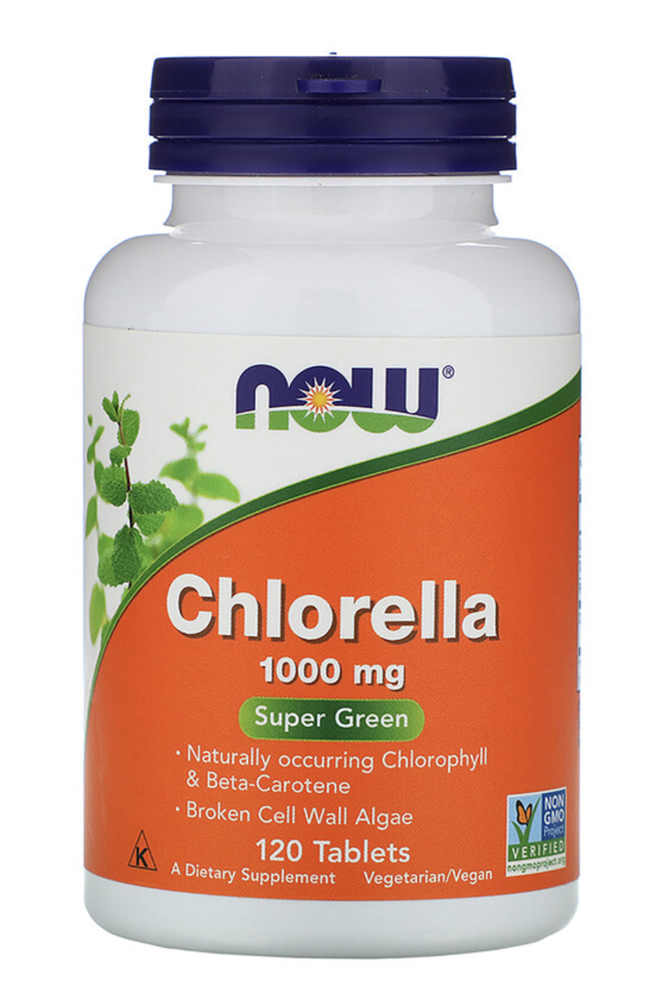 now®
Chlorella
1000 mg
Super Green
• Naturally occurring Chlorophyll
& Beta-Carotene
• Broken Cell Wall Algae
NON
GMO
Project
VERIFIED
nongmoproject.org
120 Tablets
K
A Dietary Supplement Vegetarian/Vegan